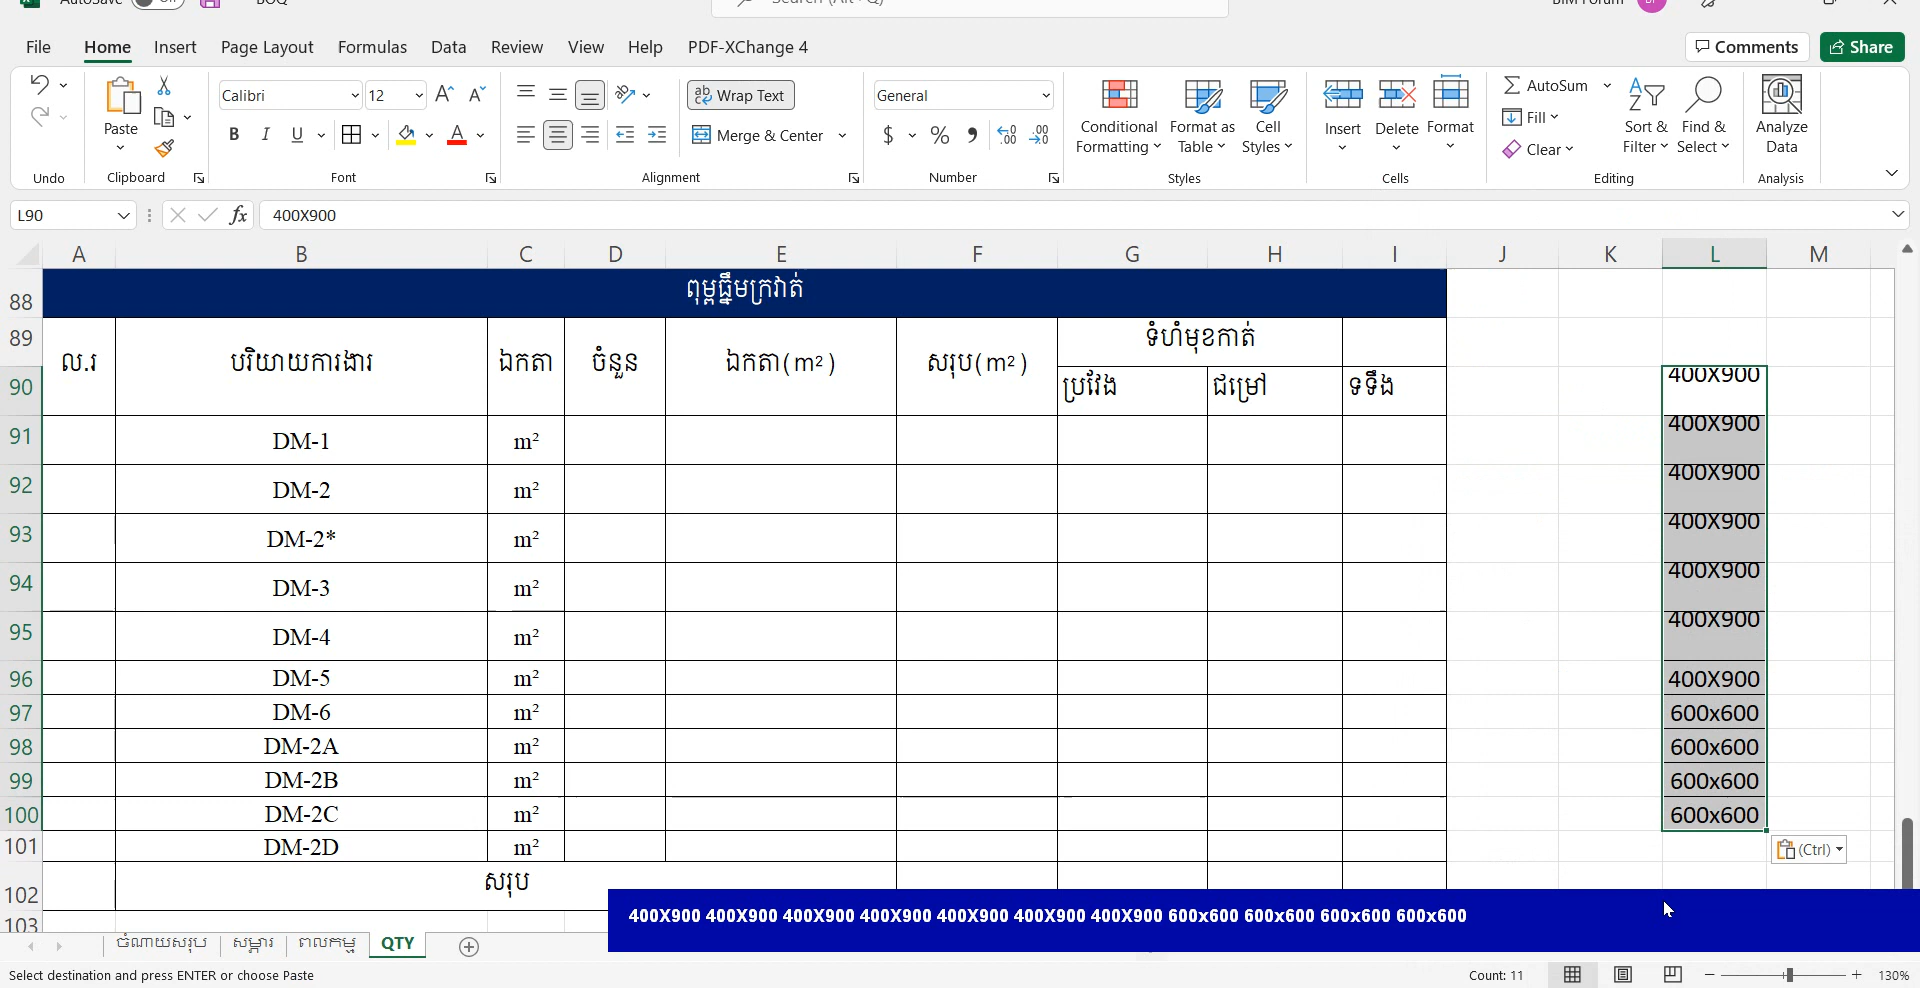 BOQ
File Home Insert Page Layout Formulas Data Review View Help PDF-XChange 4 Comments Share
Calibri 12 Wrap Text General AutoSum
Paste Merge & Center $ % Conditional Formatting Format as Table Cell Styles Insert Delete Format Fill Clear Sort & Filter Find & Select Analyze Data
Undo Clipboard Font Alignment Number Styles Cells Editing Analysis
L90 fx 400X900
A B C D E F G H I J K L M
88 ពុម្ពធ្នឹមក្រវាត់
89 ល.រ បរិយាយការងារ ឯកតា ចំនួន ឯកតា(m²) សរុប(m²) ទំហំមុខកាត់
90 ប្រវែង ជម្រៅ ទទឹង 400X900
91 DM-1 m² 400X900
92 DM-2 m² 400X900
93 DM-2* m² 400X900
94 DM-3 m² 400X900
95 DM-4 m² 400X900
96 DM-5 m² 400X900
97 DM-6 m² 600x600
98 DM-2A m² 600x600
99 DM-2B m² 600x600
100 DM-2C m² 600x600
101 DM-2D m² (Ctrl)
102 សរុប
103
400X900 400X900 400X900 400X900 400X900 400X900 400X900 600x600 600x600 600x600 600x600
ចំណាយសរុប សម្ភារ ពលកម្ម QTY
Select destination and press ENTER or choose Paste Count: 11 130%